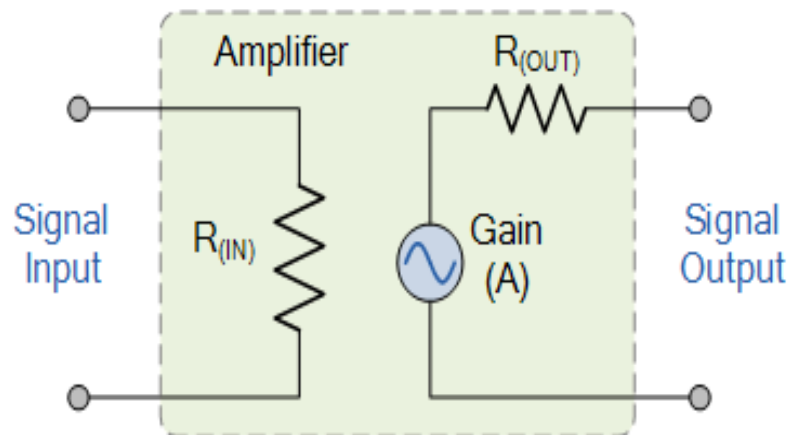 Amplifier
R(OUT)
Signal
Input
R(IN)
Gain
(A)
Signal
Output